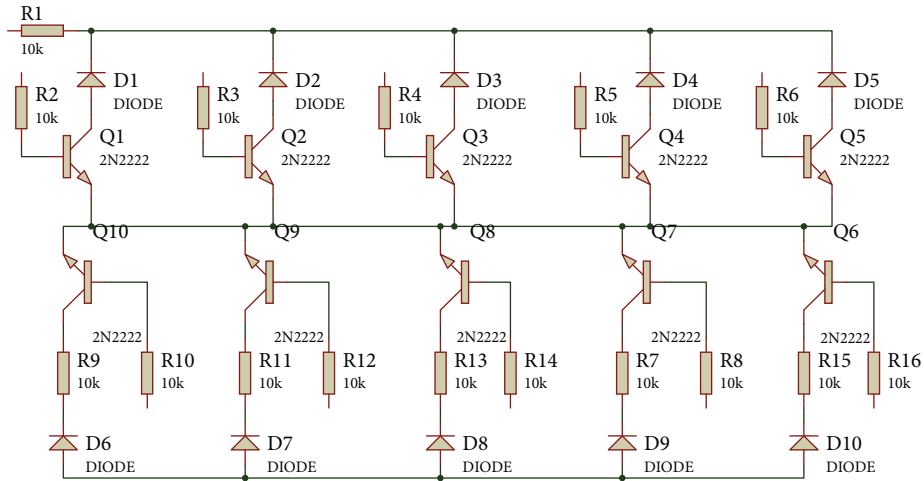 R1
10k
D1
DIODE
D2
DIODE
D3
DIODE
D4
DIODE
D5
DIODE
R2
10k
R3
10k
R4
10k
R5
10k
R6
10k
Q1
2N2222
Q2
2N2222
Q3
2N2222
Q4
2N2222
Q5
2N2222
Q10
Q9
Q8
Q7
Q6
2N2222
2N2222
2N2222
2N2222
2N2222
R9
10k
R10
10k
R11
10k
R12
10k
R13
10k
R14
10k
R7
10k
R8
10k
R15
10k
R16
10k
D6
DIODE
D7
DIODE
D8
DIODE
D9
DIODE
D10
DIODE